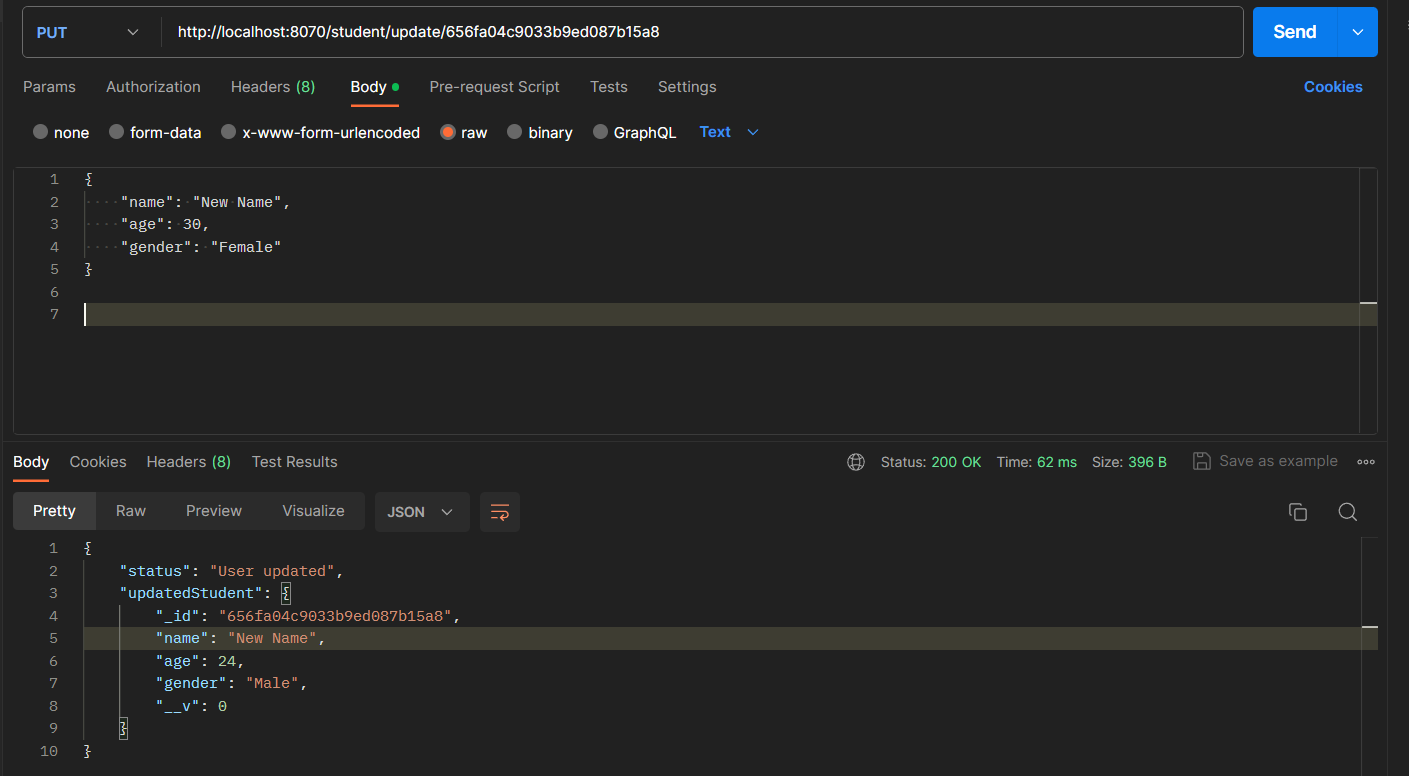 PUT http://localhost:8070/student/update/656fa04c9033b9ed087b15a8 Send
Params Authorization Headers (8) Body Pre-request Script Tests Settings Cookies
none form-data x-www-form-urlencoded raw binary GraphQL Text
1 {
2 "name": "New Name",
3 "age": 30,
4 "gender": "Female"
5 }
6
7
Body Cookies Headers (8) Test Results Status: 200 OK Time: 62 ms Size: 396 B Save as example
Pretty Raw Preview Visualize JSON
1 {
2 "status": "User updated",
3 "updatedStudent": {
4 "_id": "656fa04c9033b9ed087b15a8",
5 "name": "New Name",
6 "age": 24,
7 "gender": "Male",
8 "__v": 0
9 }
10 }